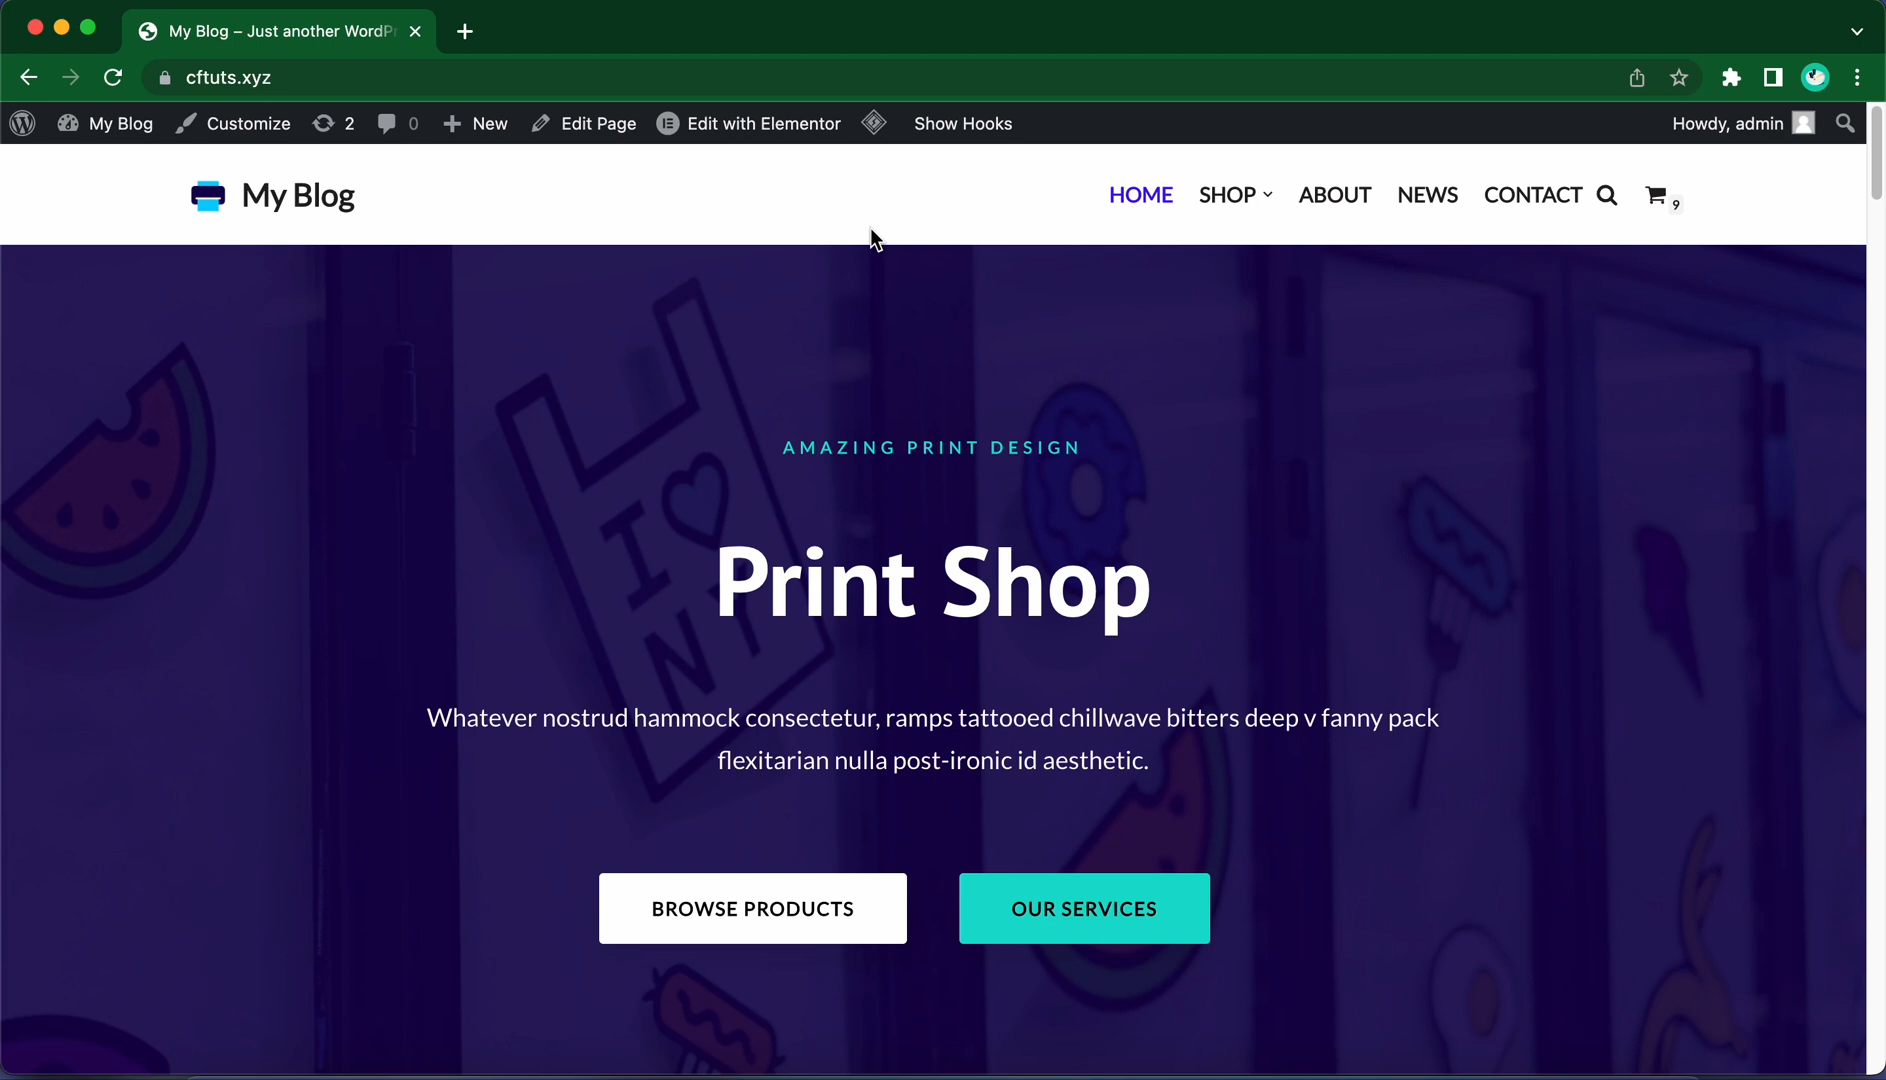 My Blog – Just another WordPr
cftuts.xyz
My Blog Customize 2 0 New Edit Page Edit with Elementor Show Hooks Howdy, admin
My Blog
HOME SHOP ABOUT NEWS CONTACT 9
AMAZING PRINT DESIGN
Print Shop
Whatever nostrud hammock consectetur, ramps tattooed chillwave bitters deep v fanny pack
flexitarian nulla post-ironic id aesthetic.
BROWSE PRODUCTS OUR SERVICES
I
NY